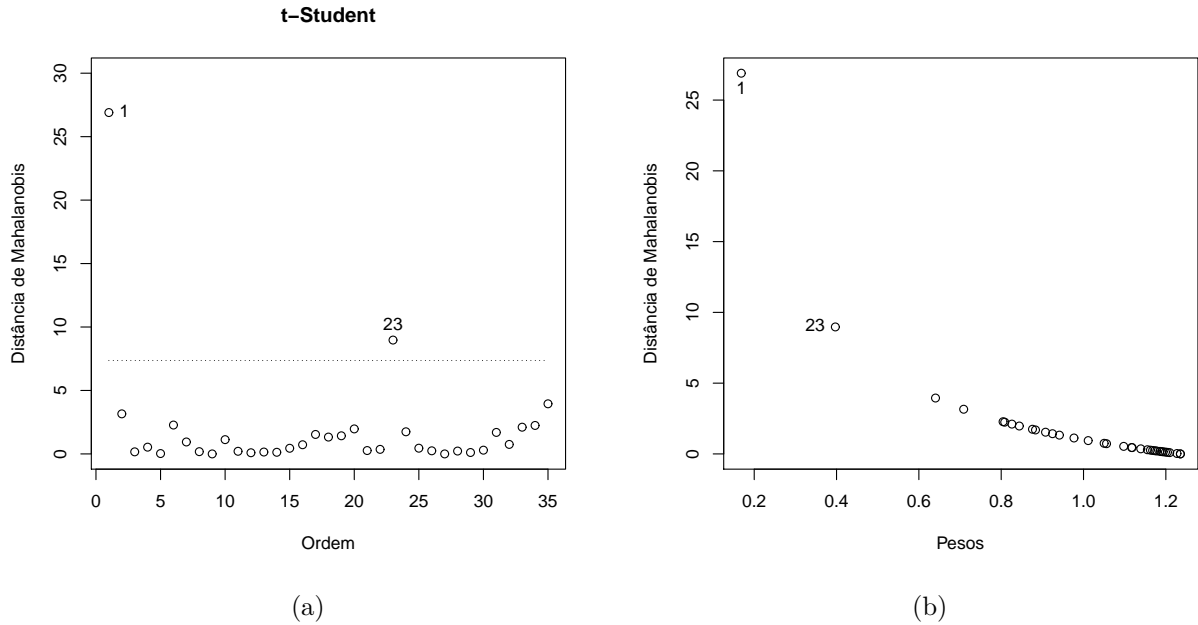 t−Student
Distância de Mahalanobis
30
25
20
15
10
5
0
1
23
0 5 10 15 20 25 30 35
Ordem
(a)
Distância de Mahalanobis
25
20
15
10
5
0
1
23
0.2 0.4 0.6 0.8 1.0 1.2
Pesos
(b)